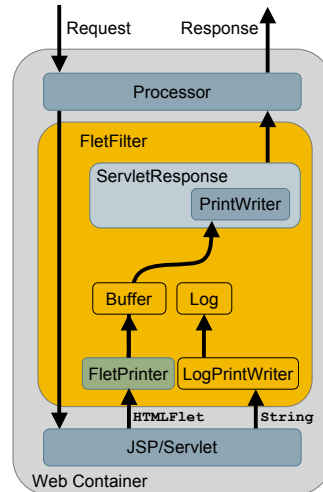 Request Response
Processor
FletFilter
ServletResponse
PrintWriter
Buffer Log
FletPrinter LogPrintWriter
HTMLFlet String
JSP/Servlet
Web Container